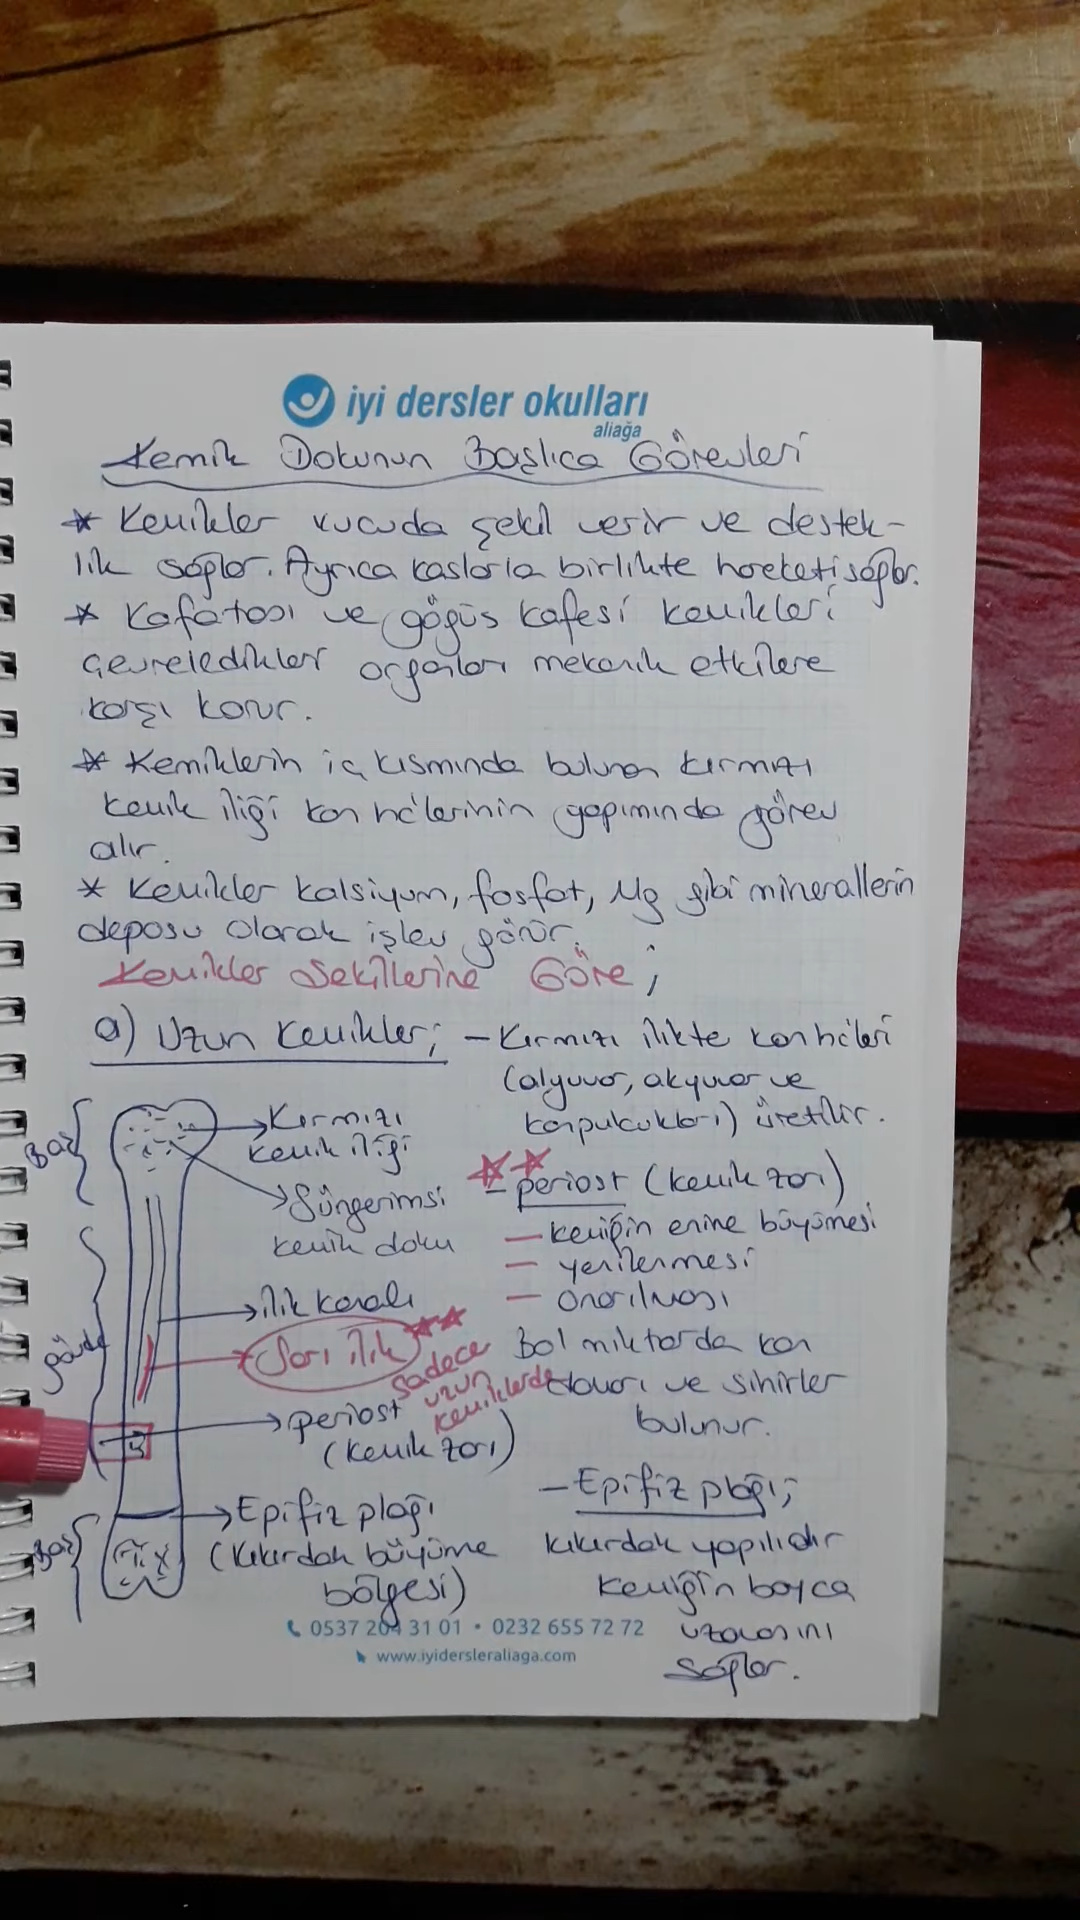 iyi dersler okulları
aliağa
Kemik Dokunun Başlıca Görevleri
* Kemikler vücuda şekil verir ve destek-
lik sağlar. Ayrıca kaslarla birlikte hareketi sağlar.
* Kafatası ve göğüs kafesi kemikleri
çevreledikleri organları mekanik etkilere
karşı korur.
* Kemiklerin iç kısmında bulunan kırmızı
kemik iliği kan hc'lerinin yapımında görev
alır.
* Kemikler kalsiyum, fosfat, Mg gibi minerallerin
deposu olarak işlev görür.
Kemikler Şekillerine Göre;
a) Uzun Kemikler;
Baş
Kırmızı
kemik iliği
Süngerimsi
kemik doku
gövde
ilik kanalı
Sarı ilik
Sadece
uzun
kemiklerde
periost
(kemik zarı)
Baş
Epifiz plağı
(kıkırdak büyüme
bölgesi)
- Kırmızı ilikte kan hc'leri
(alyuvar, akyuvar ve
kan pulcukları) üretilir.
- periost (kemik zarı)
- kemiğin enine büyümesi
- yenilenmesi
- onarılması
Bol miktarda kan
damarı ve sinirler
bulunur.
- Epifiz plağı;
kıkırdak yapılıdır
kemiğin boyca
uzamasını
sağlar.
0537 204 31 01 • 0232 655 72 72
www.iyidersleraliaga.com